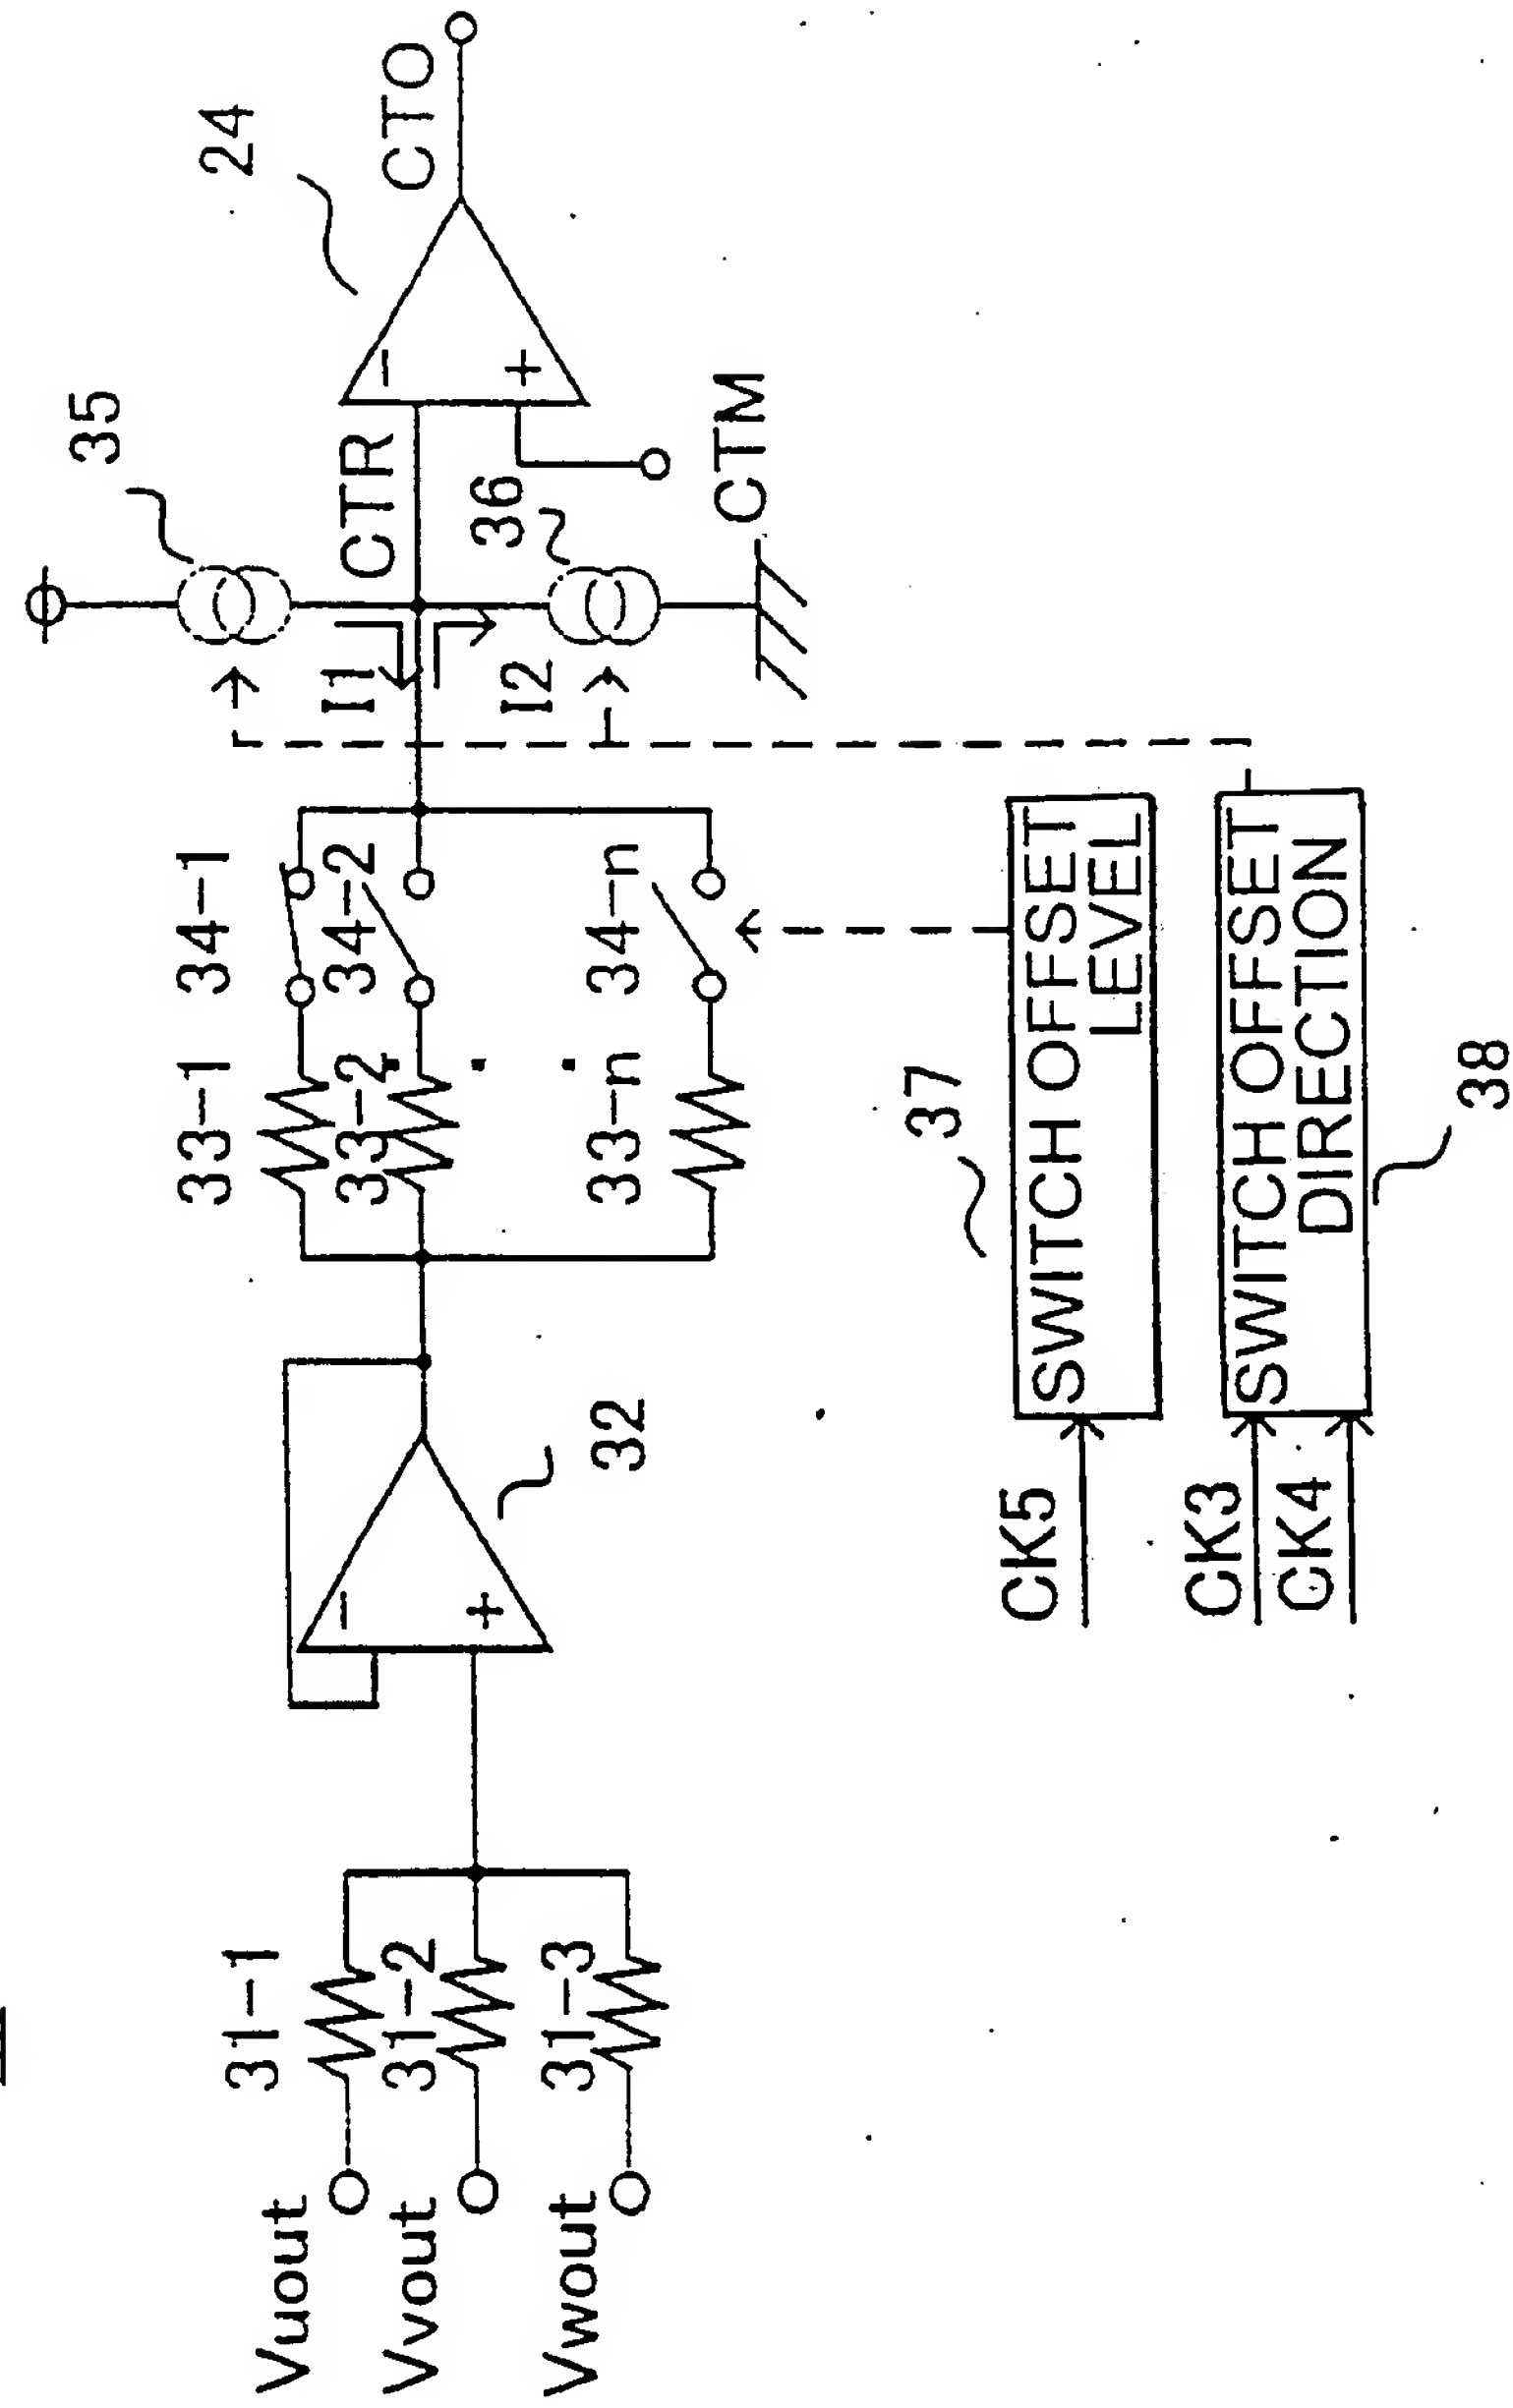 Vuout
Vvout
Vwout
31-1
31-2
31-3
-
+
32
33-1
33-2
33-n
34-1
34-2
34-n
35
36
I1
I2
CTR
-
+
24
CTO
CTM
CK5
37
SWITCH OFFSET
LEVEL
CK3
CK4
SWITCH OFFSET
DIRECTION
38